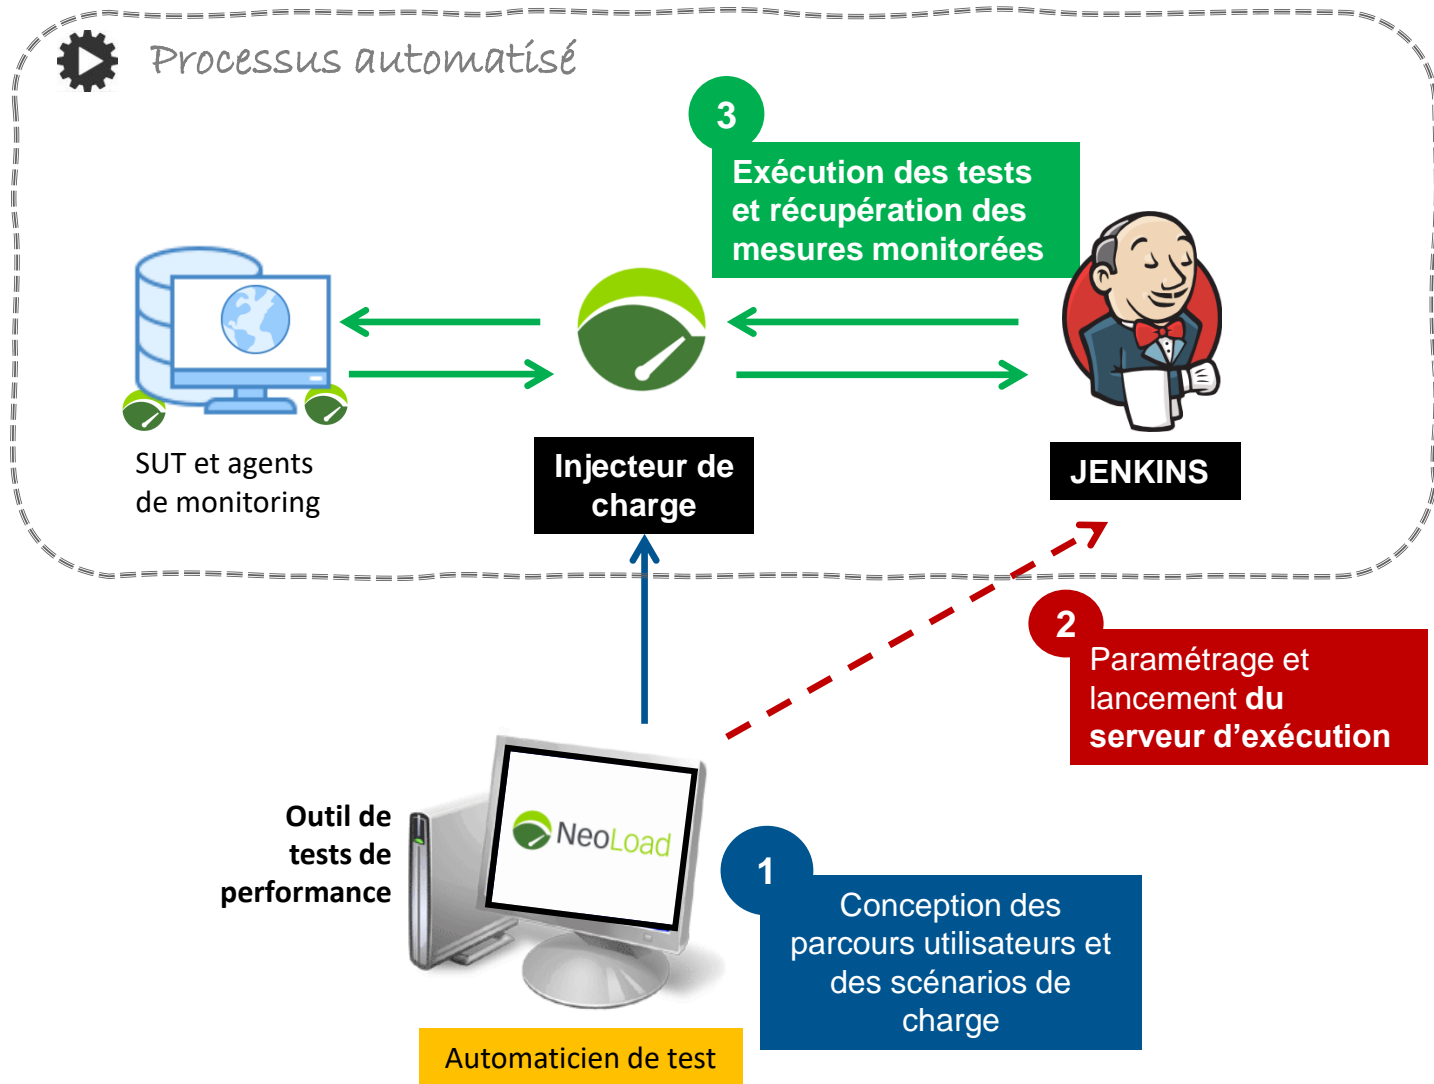 Processus automatisé
3
Exécution des tests
et récupération des
mesures monitorées
SUT et agents
de monitoring
Injecteur de
charge
JENKINS
2
Paramétrage et
lancement du
serveur d’exécution
Outil de
tests de
performance
NeoLoad
1
Conception des
parcours utilisateurs et
des scénarios de
charge
Automaticien de test